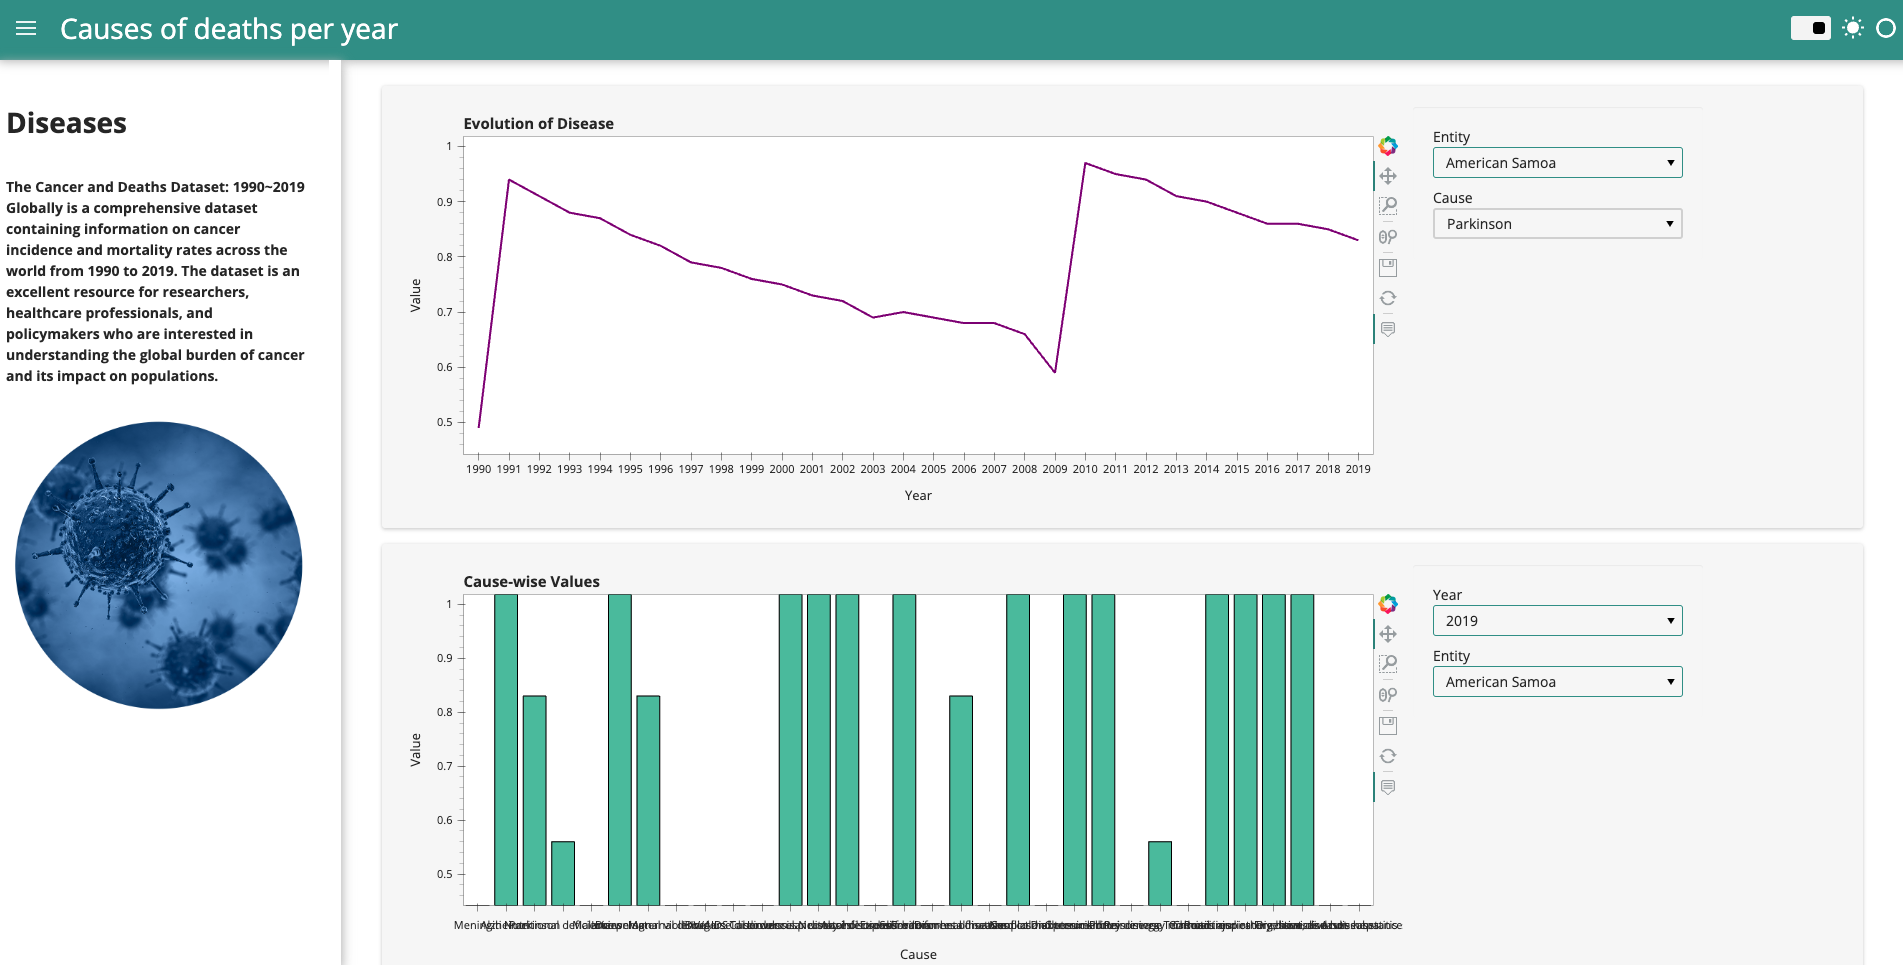 Causes of deaths per year
Diseases
The Cancer and Deaths Dataset: 1990~2019
Globally is a comprehensive dataset
containing information on cancer
incidence and mortality rates across the
world from 1990 to 2019. The dataset is an
excellent resource for researchers,
healthcare professionals, and
policymakers who are interested in
understanding the global burden of cancer
and its impact on populations.
Evolution of Disease
1
0.9
0.8
0.7
0.6
0.5
Value
1990 1991 1992 1993 1994 1995 1996 1997 1998 1999 2000 2001 2002 2003 2004 2005 2006 2007 2008 2009 2010 2011 2012 2013 2014 2015 2016 2017 2018 2019
Year
Entity
American Samoa
Cause
Parkinson
Cause-wise Values
1
0.9
0.8
0.7
0.6
0.5
Value
Cause
Year
2019
Entity
American Samoa